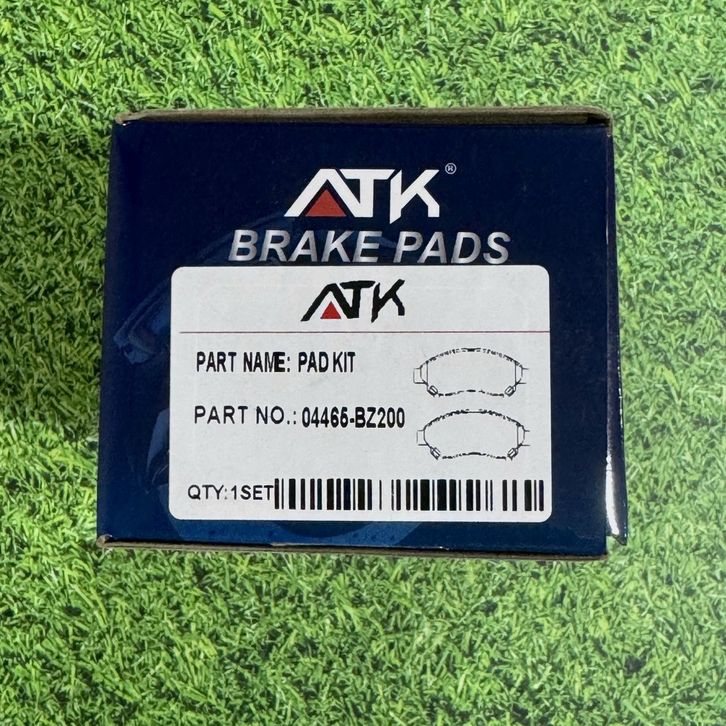 ATK®
BRAKE PADS
ATK
PART NAME: PAD KIT
PART NO.: 04465-BZ200
QTY:1SET